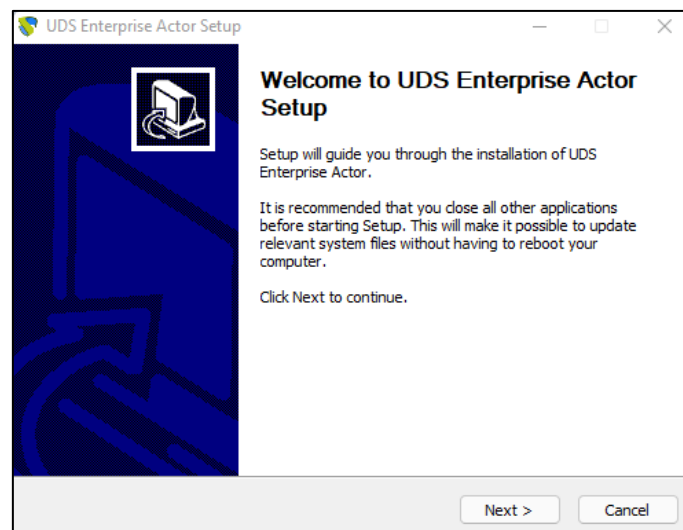 UDS Enterprise Actor Setup
Welcome to UDS Enterprise Actor
Setup
Setup will guide you through the installation of UDS
Enterprise Actor.
It is recommended that you close all other applications
before starting Setup. This will make it possible to update
relevant system files without having to reboot your
computer.
Click Next to continue.
Next >
Cancel